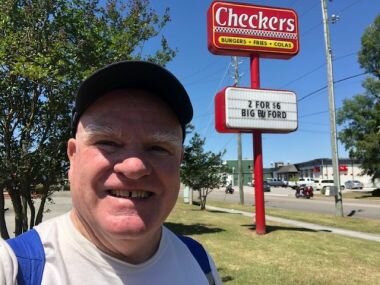 Checkers
BURGERS • FRIES • COLAS
2 FOR $6
BIG BUFORD